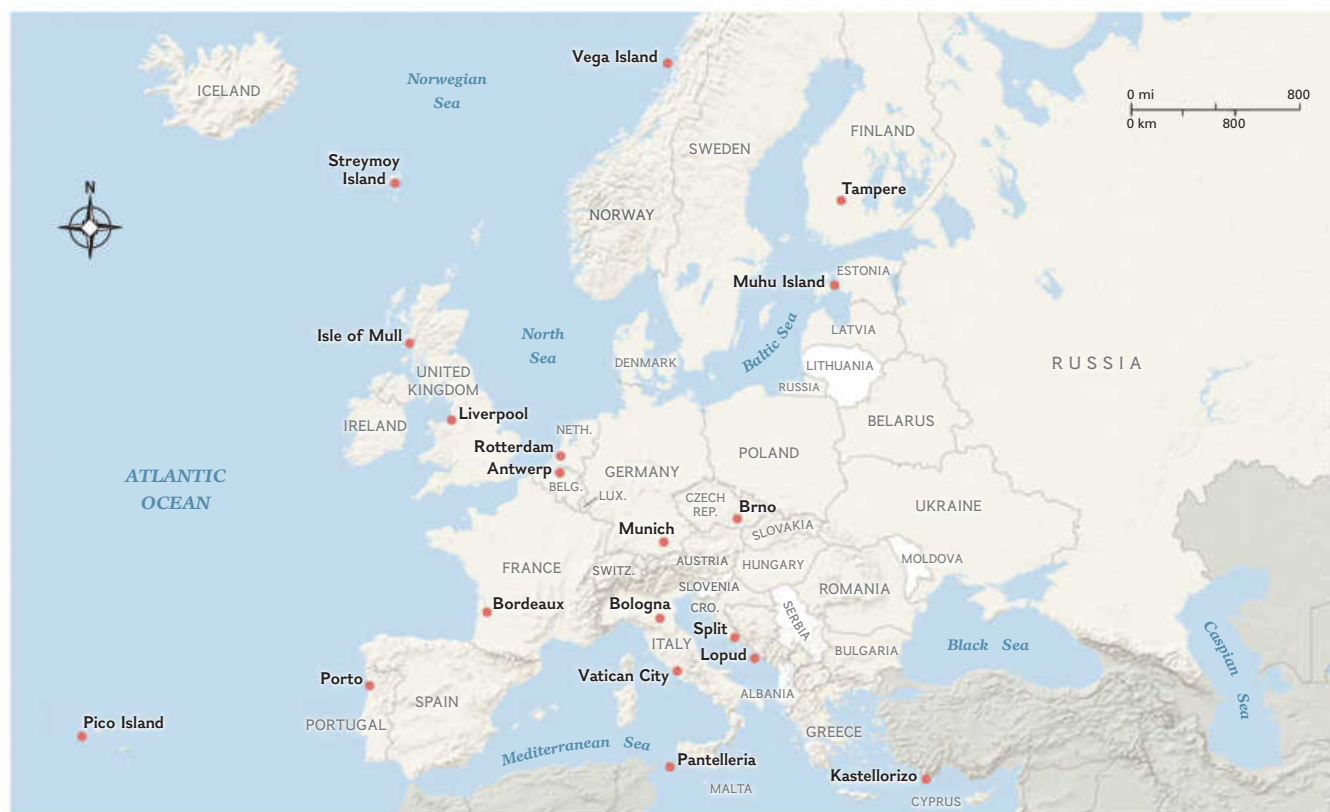 Vega Island
Norwegian
Sea
ICELAND
0 mi 800
0 km 800
FINLAND
SWEDEN
Streymoy
Island
Tampere
N
NORWAY
ESTONIA
Muhu Island
Baltic Sea
LATVIA
Isle of Mull
North
Sea
DENMARK
LITHUANIA
RUSSIA
RUSSIA
UNITED
KINGDOM
Liverpool
IRELAND
NETH.
BELARUS
Rotterdam
POLAND
Antwerp
GERMANY
ATLANTIC
OCEAN
BELG.
LUX.
CZECH
REP.
Brno
UKRAINE
Munich
SLOVAKIA
FRANCE
SWITZ.
AUSTRIA
HUNGARY
MOLDOVA
SLOVENIA
ROMANIA
Bordeaux
Bologna
CRO.
SERBIA
Split
ITALY
Lopud
BULGARIA
Black Sea
Caspian Sea
Porto
Vatican City
SPAIN
ALBANIA
Pico Island
PORTUGAL
GREECE
Mediterranean Sea
Pantelleria
Kastellorizo
MALTA
CYPRUS